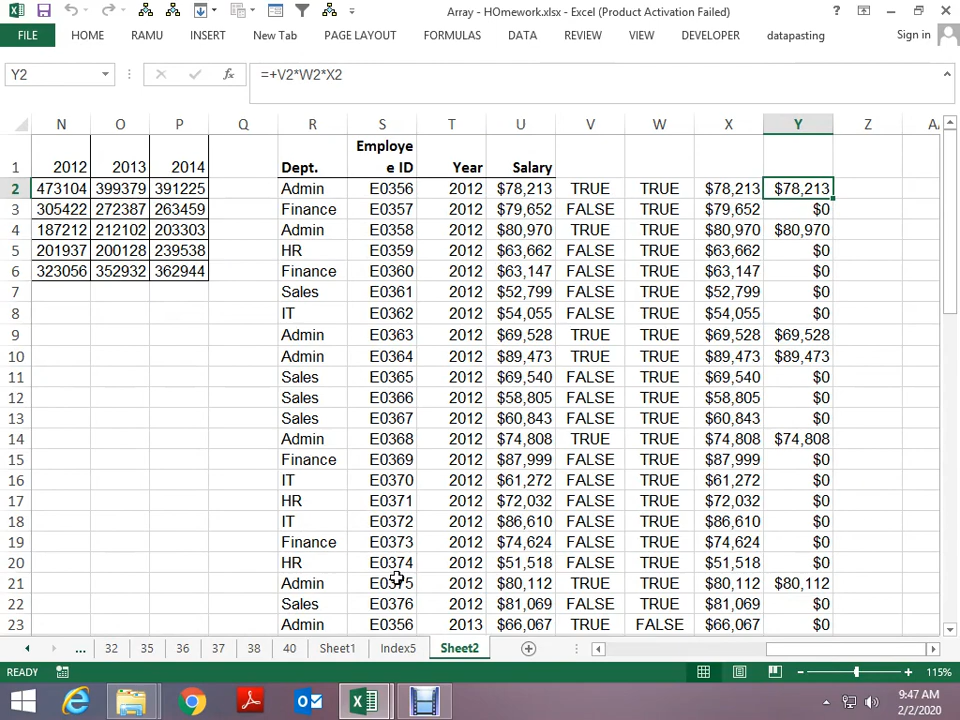 Array - HOmework.xlsx - Excel (Product Activation Failed)
FILE HOME RAMU INSERT New Tab PAGE LAYOUT FORMULAS DATA REVIEW VIEW DEVELOPER datapasting Sign in
Y2 fx =+V2*W2*X2
N O P Q R S T U V W X Y Z A
1 2012 2013 2014 Dept. Employe e ID Year Salary
2 473104 399379 391225 Admin E0356 2012 $78,213 TRUE TRUE $78,213 $78,213
3 305422 272387 263459 Finance E0357 2012 $79,652 FALSE TRUE $79,652 $0
4 187212 212102 203303 Admin E0358 2012 $80,970 TRUE TRUE $80,970 $80,970
5 201937 200128 239538 HR E0359 2012 $63,662 FALSE TRUE $63,662 $0
6 323056 352932 362944 Finance E0360 2012 $63,147 FALSE TRUE $63,147 $0
7 Sales E0361 2012 $52,799 FALSE TRUE $52,799 $0
8 IT E0362 2012 $54,055 FALSE TRUE $54,055 $0
9 Admin E0363 2012 $69,528 TRUE TRUE $69,528 $69,528
10 Admin E0364 2012 $89,473 TRUE TRUE $89,473 $89,473
11 Sales E0365 2012 $69,540 FALSE TRUE $69,540 $0
12 Sales E0366 2012 $58,805 FALSE TRUE $58,805 $0
13 Sales E0367 2012 $60,843 FALSE TRUE $60,843 $0
14 Admin E0368 2012 $74,808 TRUE TRUE $74,808 $74,808
15 Finance E0369 2012 $87,999 FALSE TRUE $87,999 $0
16 IT E0370 2012 $61,272 FALSE TRUE $61,272 $0
17 HR E0371 2012 $72,032 FALSE TRUE $72,032 $0
18 IT E0372 2012 $86,610 FALSE TRUE $86,610 $0
19 Finance E0373 2012 $74,624 FALSE TRUE $74,624 $0
20 HR E0374 2012 $51,518 FALSE TRUE $51,518 $0
21 Admin E0375 2012 $80,112 TRUE TRUE $80,112 $80,112
22 Sales E0376 2012 $81,069 FALSE TRUE $81,069 $0
23 Admin E0356 2013 $66,067 TRUE FALSE $66,067 $0
... 32 35 36 37 38 40 Sheet1 Index5 Sheet2
READY 115%
9:47 AM
2/2/2020